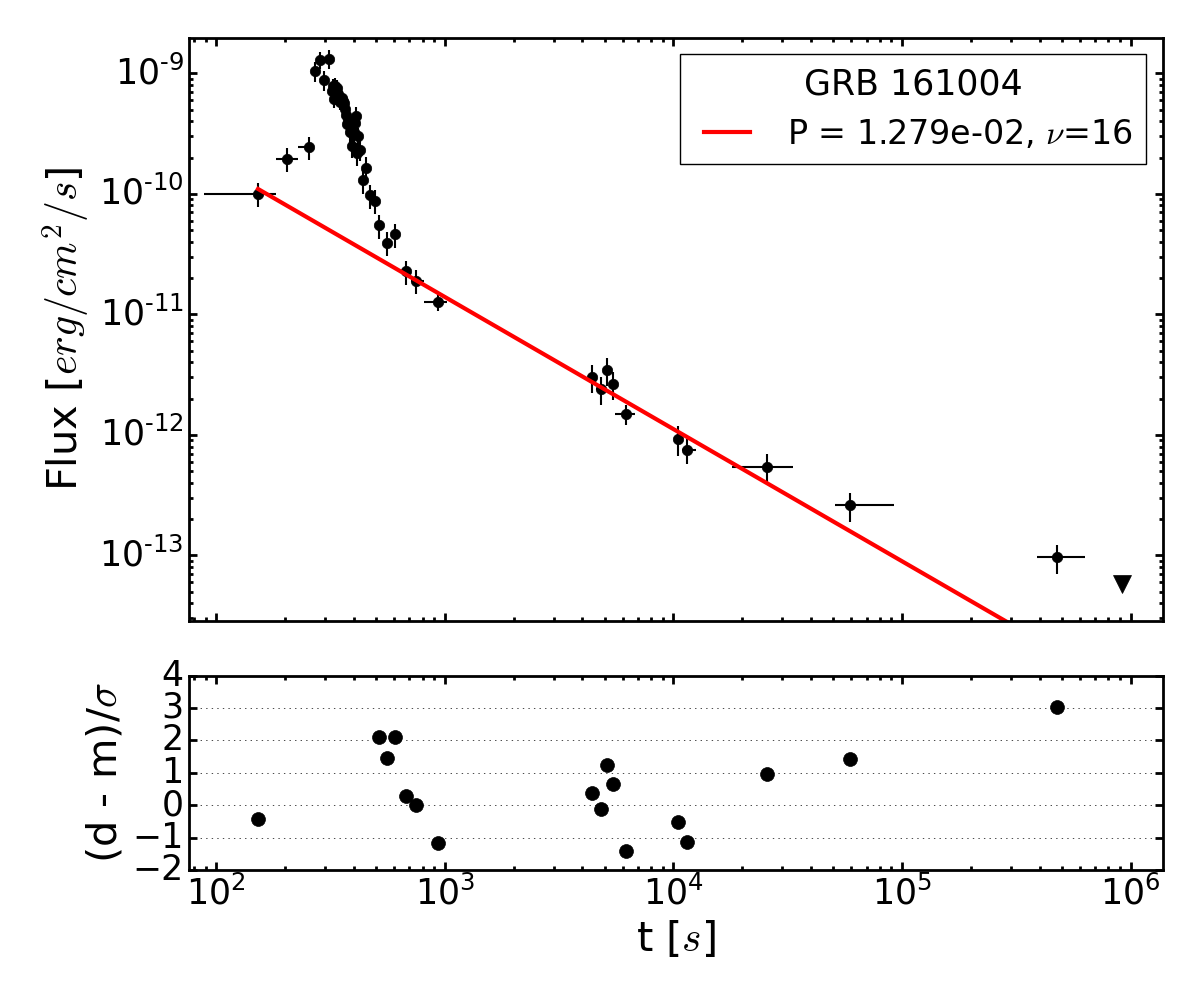 GRB 161004
P = 1.279e-02, ν=16
Flux [erg/cm²/s]
10⁻⁹
10⁻¹⁰
10⁻¹¹
10⁻¹²
10⁻¹³
(d - m)/σ
4
3
2
1
0
−1
−2
10² 10³ 10⁴ 10⁵ 10⁶
t [s]